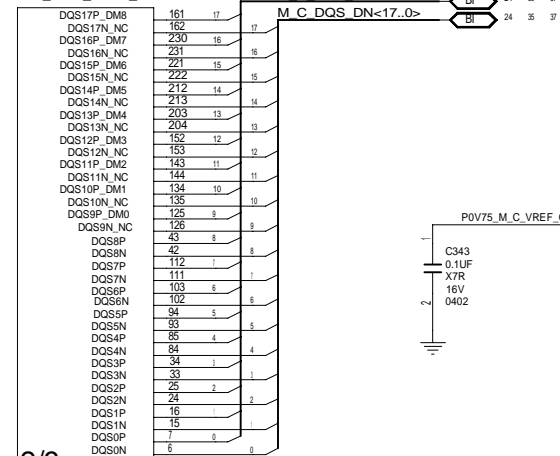 DQS17P_DM8 161 17
M_C_DQS_DN<17..0>
BI 24 35 37
DQS17N_NC 162 17
DQS16P_DM7 230 16
DQS16N_NC 231 16
DQS15P_DM6 221 15
DQS15N_NC 222 15
DQS14P_DM5 212 14
DQS14N_NC 213 14
DQS13P_DM4 203 13
DQS13N_NC 204 13
DQS12P_DM3 152 12
DQS12N_NC 153 12
DQS11P_DM2 143 11
DQS11N_NC 144 11
DQS10P_DM1 134 10
DQS10N_NC 135 10
DQS9P_DM0 125 9
DQS9N_NC 126 9
DQS8P 43 8
DQS8N 42 8
DQS7P 112 7
DQS7N 111 7
DQS6P 103 6
DQS6N 102 6
DQS5P 94 5
DQS5N 93 5
DQS4P 85 4
DQS4N 84 4
DQS3P 34 3
DQS3N 33 3
DQS2P 25 2
DQS2N 24 2
DQS1P 16 1
DQS1N 15 1
DQS0P 7 0
DQS0N 6 0
P0V75_M_C_VREF_
1
C343
0.1UF
X7R
16V
2
0402